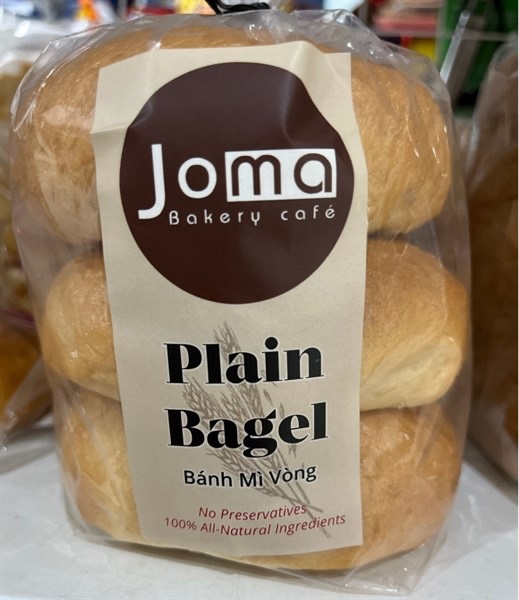 Joma
Bakery café
Plain
Bagel
Bánh Mì Vòng
No Preservatives
100% All-Natural Ingredients